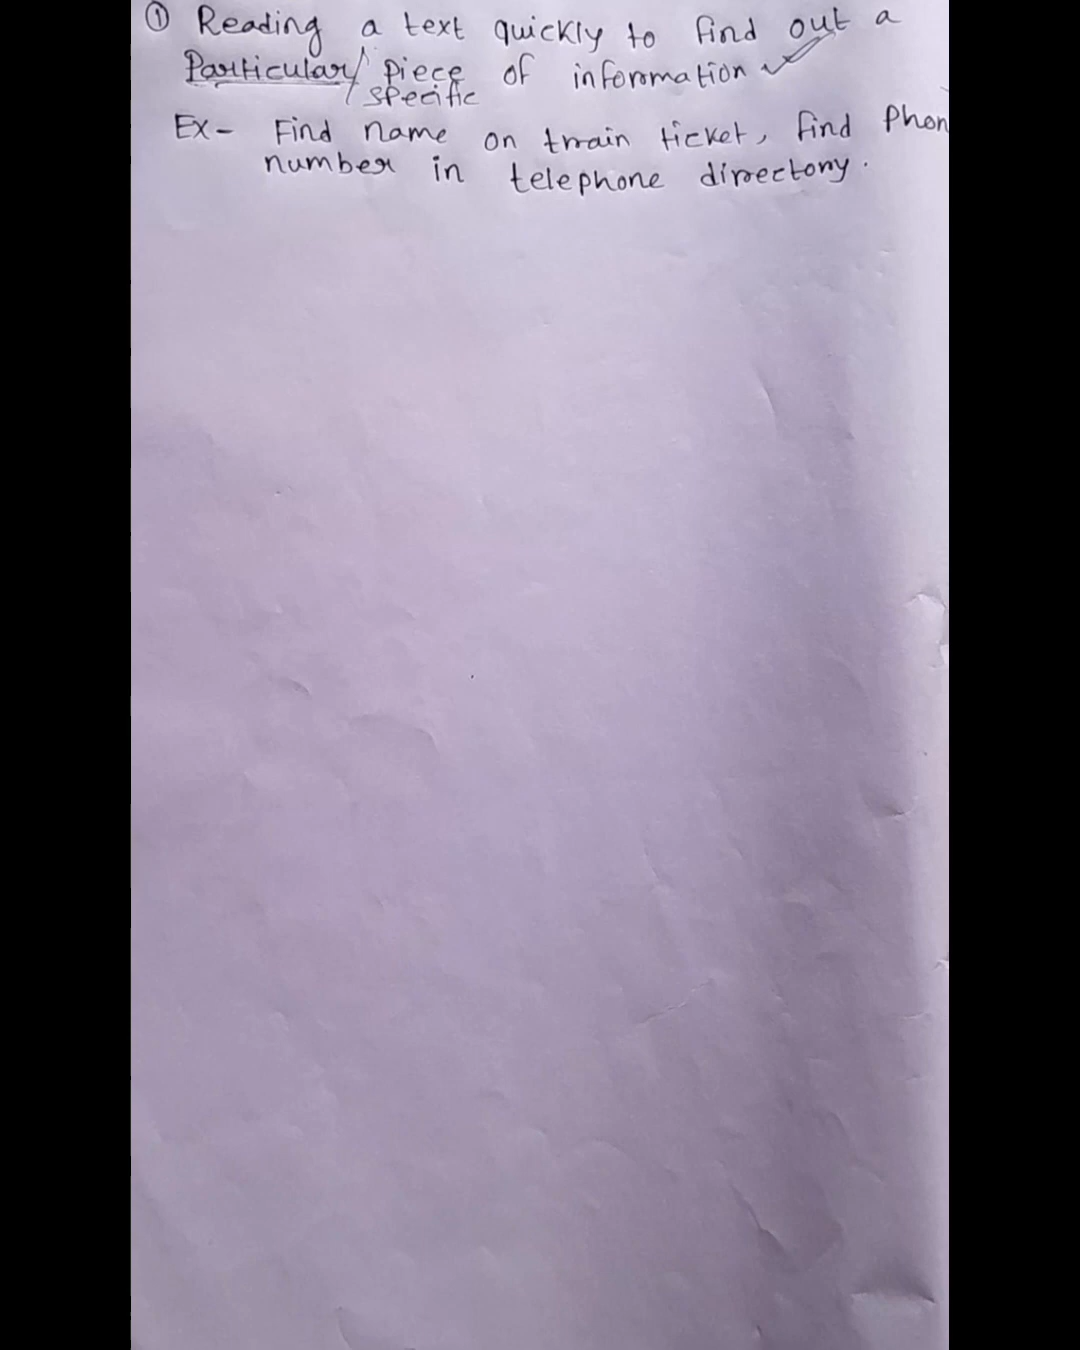 ① Reading a text quickly to find out a
Particular/ piece of information
specific
Ex- Find name on train ticket, find Phon
number in telephone directory.